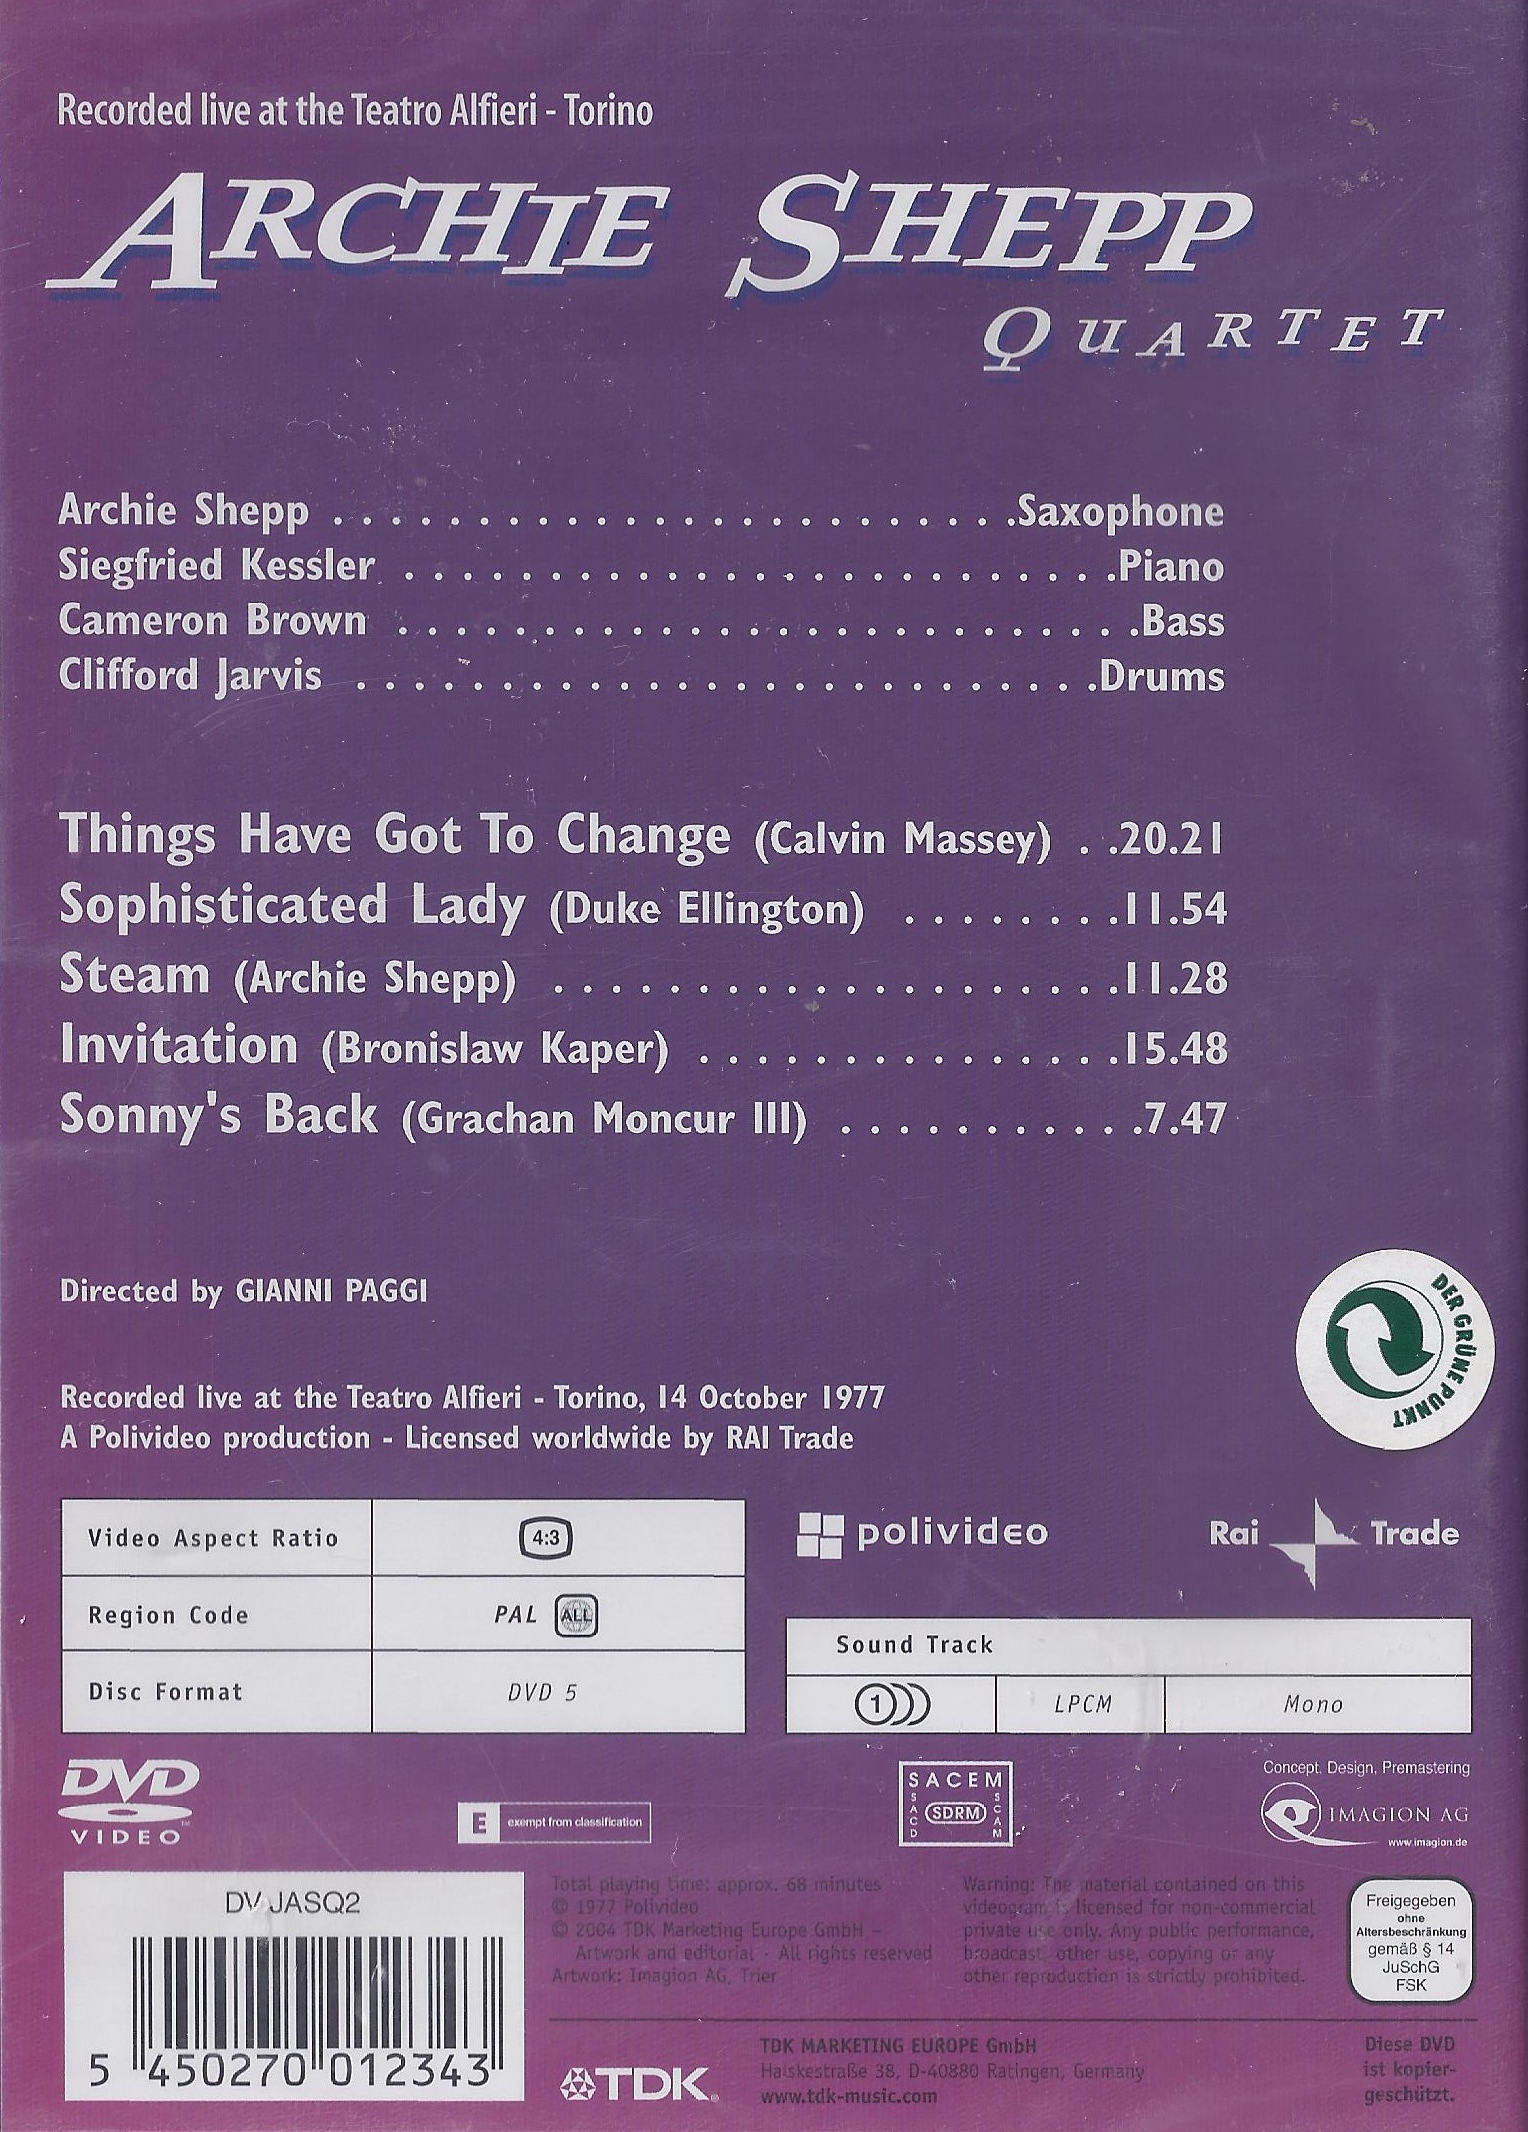 Recorded live at the Teatro Alfieri - Torino
ARCHIE SHEPP
QUARTET
Archie Shepp . . . . . . . . . . . . . . . . . . . . . . . .Saxophone
Siegfried Kessler . . . . . . . . . . . . . . . . . . . . . . . . .Piano
Cameron Brown . . . . . . . . . . . . . . . . . . . . . . . . . .Bass
Clifford Jarvis . . . . . . . . . . . . . . . . . . . . . . . . . .Drums
Things Have Got To Change (Calvin Massey) . .20.21
Sophisticated Lady (Duke Ellington) . . . . . . . .11.54
Steam (Archie Shepp) . . . . . . . . . . . . . . . . . . . .11.28
Invitation (Bronislaw Kaper) . . . . . . . . . . . . . . .15.48
Sonny's Back (Grachan Moncur III) . . . . . . . . . . .7.47
Directed by GIANNI PAGGI
DER GRÜNE PUNKT
Recorded live at the Teatro Alfieri - Torino, 14 October 1977
A Polivideo production - Licensed worldwide by RAI Trade
Video Aspect Ratio 4:3
Region Code PAL ALL
Disc Format DVD 5
polivideo
Rai Trade
Sound Track
1 LPCM Mono
DVD
VIDEO
E exempt from classification
SACEM
SACD SDRM SCAM
Concept. Design. Premastering
IMAGION AG
www.imagion.de
DV-JASQ2
5 450270 012343
Total playing time: approx. 68 minutes
© 1977 Polivideo
© 2004 TDK Marketing Europe GmbH –
Artwork and editorial - All rights reserved
Artwork: Imagion AG, Trier
Warning: The material contained on this
videogram is licensed for non-commercial
private use only. Any public performance,
broadcast, other use, copying or any
other reproduction is strictly prohibited.
Freigegeben
ohne
Altersbeschränkung
gemäß § 14
JuSchG
FSK
TDK
TDK MARKETING EUROPE GmbH
Halskestraße 38, D-40880 Ratingen, Germany
www.tdk-music.com
Diese DVD
ist kopier-
geschützt.